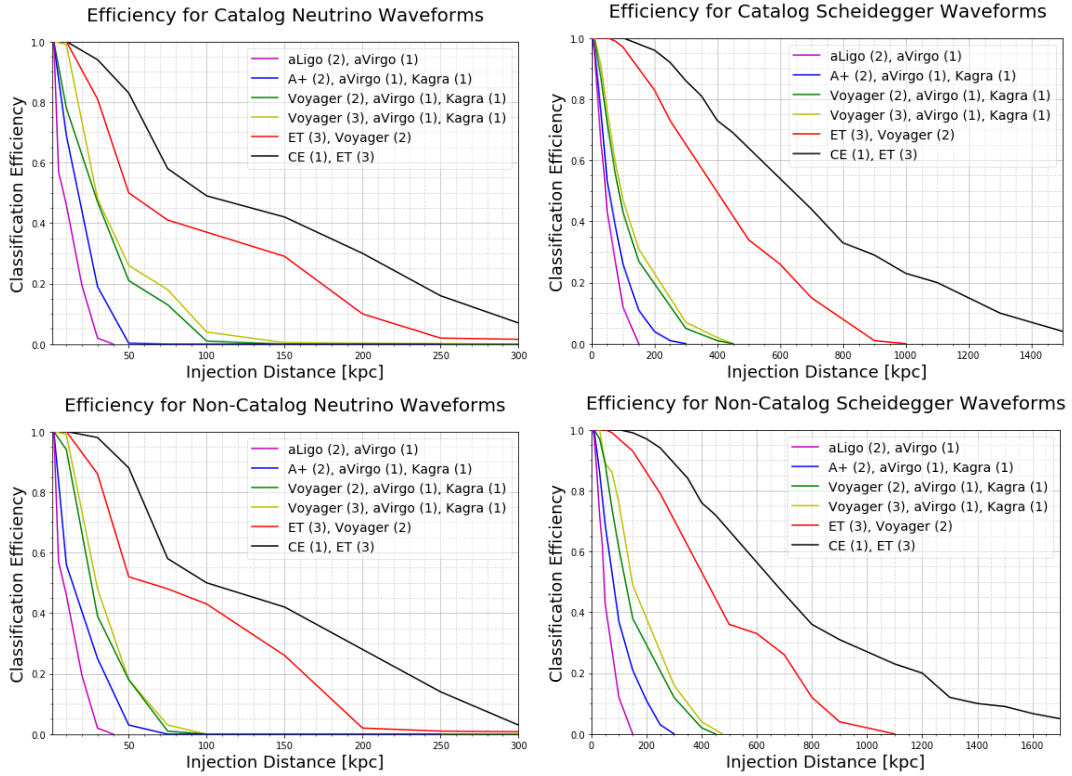 Efficiency for Catalog Neutrino Waveforms
1.0
0.8
0.6
0.4
0.2
0.0
50
100
150
200
250
300
Classification Efficiency
Injection Distance [kpc]
aLigo (2), aVirgo (1)
A+ (2), aVirgo (1), Kagra (1)
Voyager (2), aVirgo (1), Kagra (1)
Voyager (3), aVirgo (1), Kagra (1)
ET (3), Voyager (2)
CE (1), ET (3)
Efficiency for Catalog Scheidegger Waveforms
1.0
0.8
0.6
0.4
0.2
0.0
0
200
400
600
800
1000
1200
1400
Classification Efficiency
Injection Distance [kpc]
aLigo (2), aVirgo (1)
A+ (2), aVirgo (1), Kagra (1)
Voyager (2), aVirgo (1), Kagra (1)
Voyager (3), aVirgo (1), Kagra (1)
ET (3), Voyager (2)
CE (1), ET (3)
Efficiency for Non-Catalog Neutrino Waveforms
1.0
0.8
0.6
0.4
0.2
0.0
50
100
150
200
250
300
Classification Efficiency
Injection Distance [kpc]
aLigo (2), aVirgo (1)
A+ (2), aVirgo (1), Kagra (1)
Voyager (2), aVirgo (1), Kagra (1)
Voyager (3), aVirgo (1), Kagra (1)
ET (3), Voyager (2)
CE (1), ET (3)
Efficiency for Non-Catalog Scheidegger Waveforms
1.0
0.8
0.6
0.4
0.2
0.0
0
200
400
600
800
1000
1200
1400
1600
Classification Efficiency
Injection Distance [kpc]
aLigo (2), aVirgo (1)
A+ (2), aVirgo (1), Kagra (1)
Voyager (2), aVirgo (1), Kagra (1)
Voyager (3), aVirgo (1), Kagra (1)
ET (3), Voyager (2)
CE (1), ET (3)